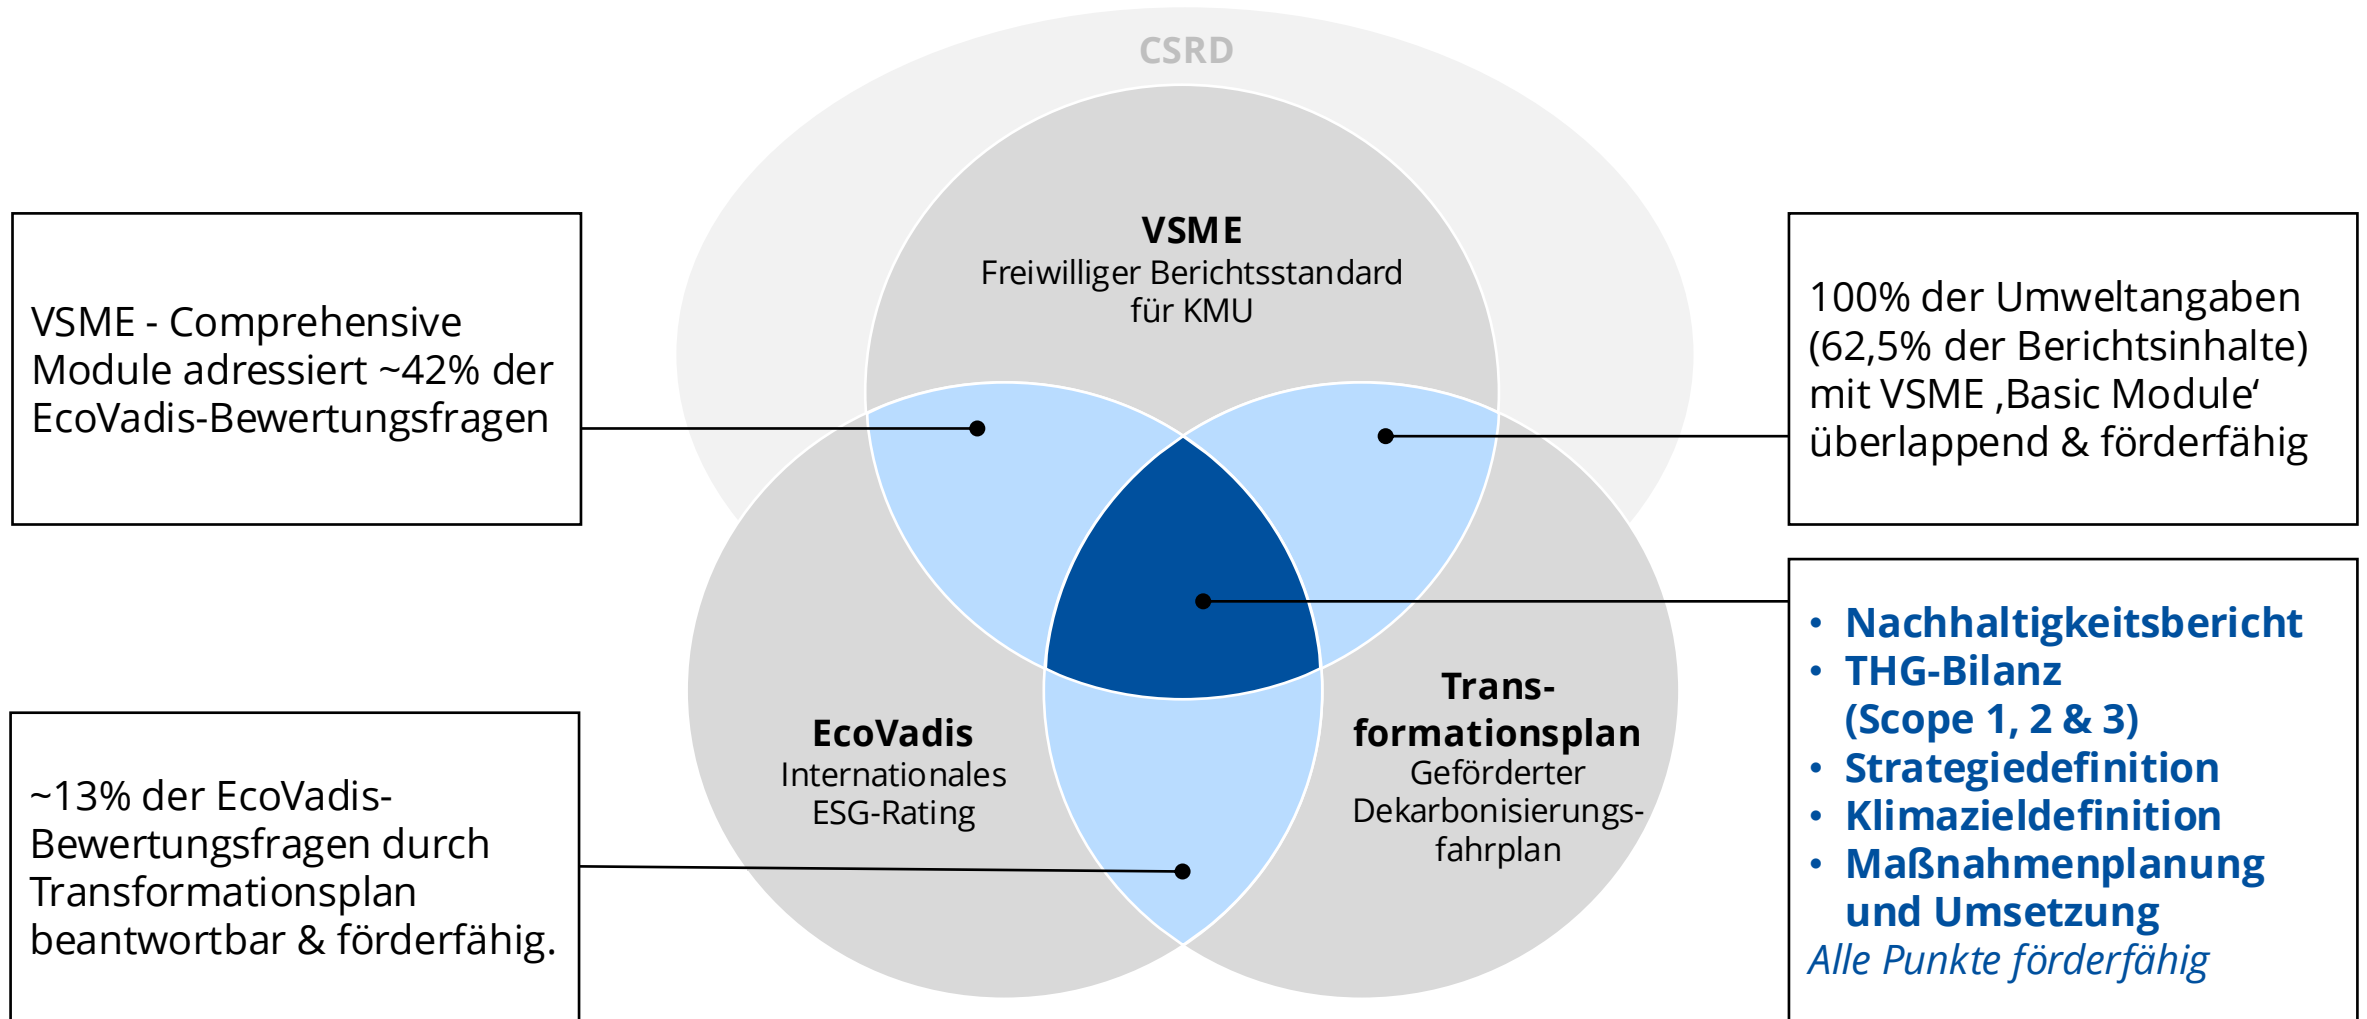 CSRD
VSME
Freiwilliger Berichtsstandard
für KMU
VSME - Comprehensive
Module adressiert ~42% der
EcoVadis-Bewertungsfragen
100% der Umweltangaben
(62,5% der Berichtsinhalte)
mit VSME ‚Basic Module‘
überlappend & förderfähig
EcoVadis
Internationales
ESG-Rating
Trans-
formationsplan
Geförderter
Dekarbonisierungs-
fahrplan
~13% der EcoVadis-
Bewertungsfragen durch
Transformationsplan
beantwortbar & förderfähig.
• Nachhaltigkeitsbericht
• THG-Bilanz
(Scope 1, 2 & 3)
• Strategiedefinition
• Klimazieldefinition
• Maßnahmenplanung
und Umsetzung
Alle Punkte förderfähig